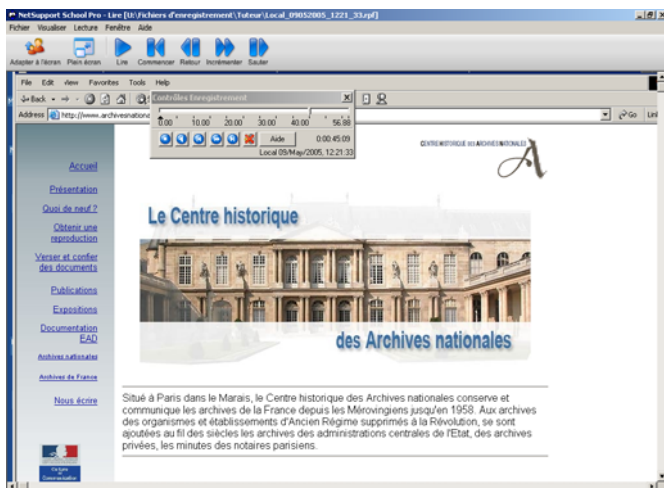 NetSupport School Pro - Lire [U:\Fichiers d'enregistrement\Tuteur\Local_09052005_1221_33.rpf]
Fichier Visualiser Lecture Fenêtre Aide
Adapter à l'écran Plein écran Lire Commencer Retour Incrémenter Sauter
File Edit View Favorites Tools Help
Back
Contrôles Enregistrement
0.00 10.00 20.00 30.00 40.00 56.88
Aide 0:00:45:09
Local 09/May/2005, 12:21:33
Address http://www.archivesnationa
Go Link
CENTRE HISTORIQUE DES ARCHIVES NATIONALES
Accueil
Présentation
Quoi de neuf ?
Obtenir une
reproduction
Verser et confier
des documents
Publications
Expositions
Documentation
EAD
Archives nationales
Archives de France
Nous écrire
Le Centre historique
des Archives nationales
Situé à Paris dans le Marais, le Centre historique des Archives nationales conserve et
communique les archives de la France depuis les Mérovingiens jusqu'en 1958. Aux archives
des organismes et établissements d'Ancien Régime supprimés à la Révolution, se sont
ajoutées au fil des siècles les archives des administrations centrales de l'Etat, des archives
privées, les minutes des notaires parisiens.
Culture
Communication